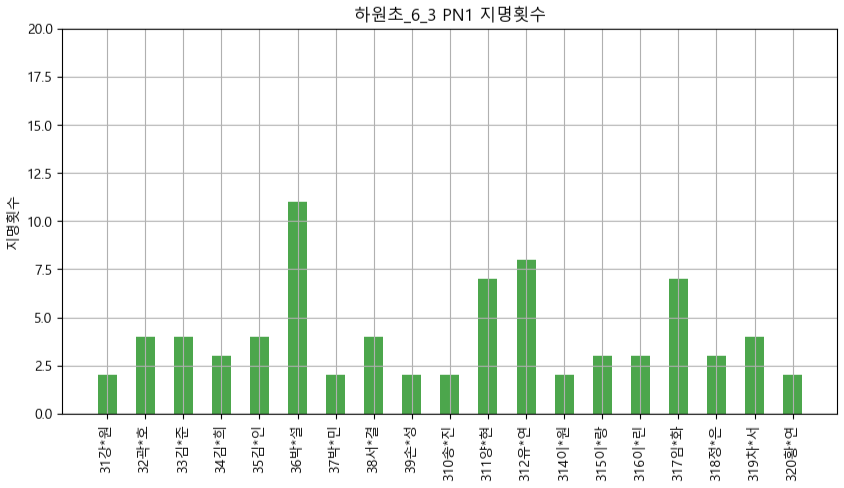 하원초_6_3 PN1 지명횟수
지명횟수
20.0
17.5
15.0
12.5
10.0
7.5
5.0
2.5
0.0
31강*원
32곽*호
33김*준
34김*희
35김*인
36박*설
37박*민
38서*결
39손*성
310송*진
311양*현
312유*연
314이*원
315이*랑
316이*린
317임*화
318정*은
319차*서
320황*연